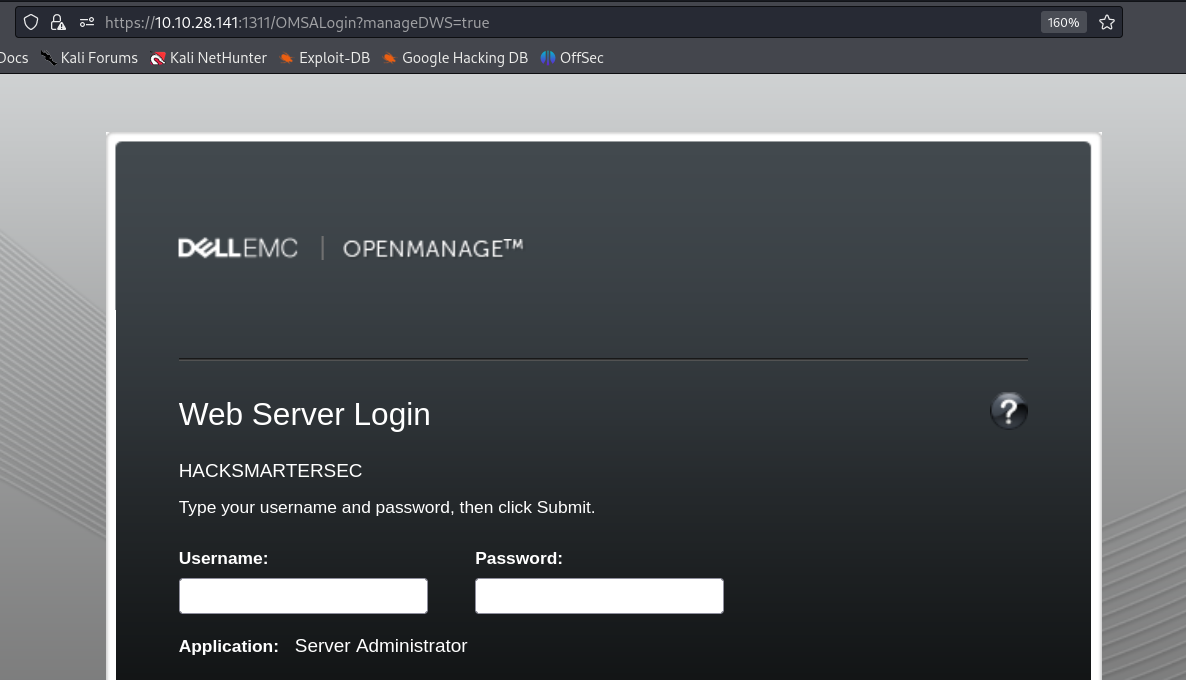 https://10.10.28.141:1311/OMSALogin?manageDWS=true 160%
Docs Kali Forums Kali NetHunter Exploit-DB Google Hacking DB OffSec
DELLEMC | OPENMANAGE™
Web Server Login ?
HACKSMARTERSEC
Type your username and password, then click Submit.
Username: Password:
Application: Server Administrator